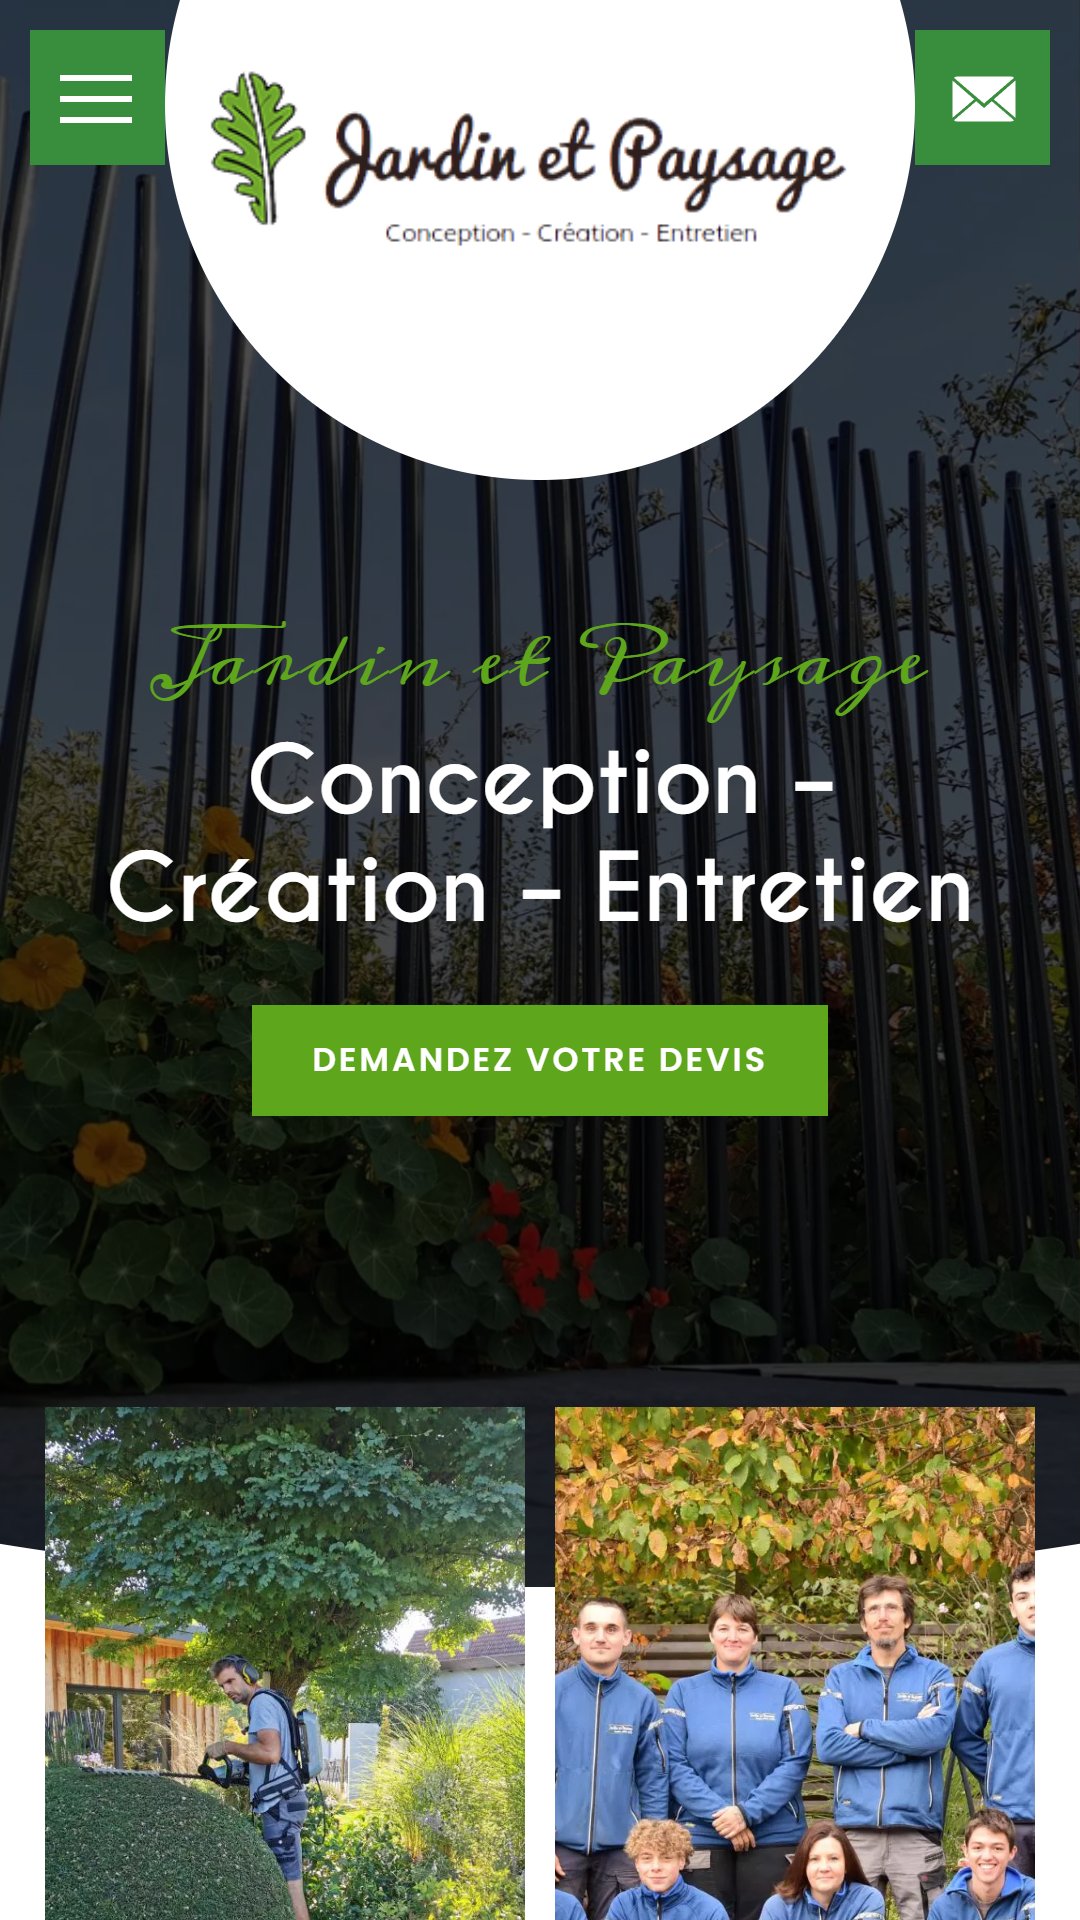 Jardin et Paysage
Conception - Création - Entretien
Jardin et Paysage
Conception –
Création – Entretien
DEMANDEZ VOTRE DEVIS